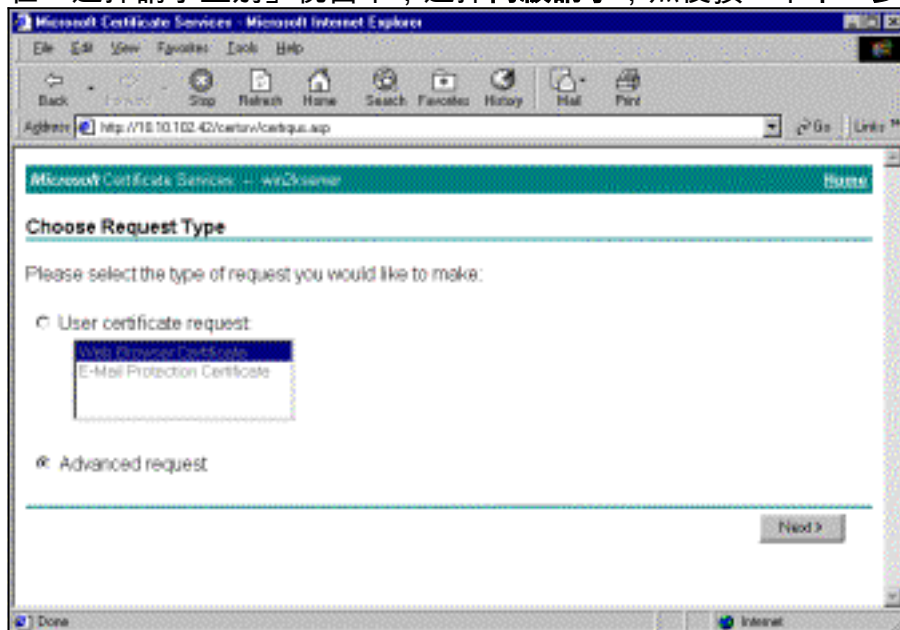 Microsoft Certificate Services - Microsoft Internet Explorer
File Edit View Favorites Tools Help
Back Forward Stop Refresh Home Search Favorites History Mail Print
Address http://10.10.102.42/certsrv/certrqus.asp Go Links
Microsoft Certificate Services -- win2kserver Home
Choose Request Type
Please select the type of request you would like to make:
User certificate request:
Web Browser Certificate
E-Mail Protection Certificate
Advanced request
Next >
Done Internet